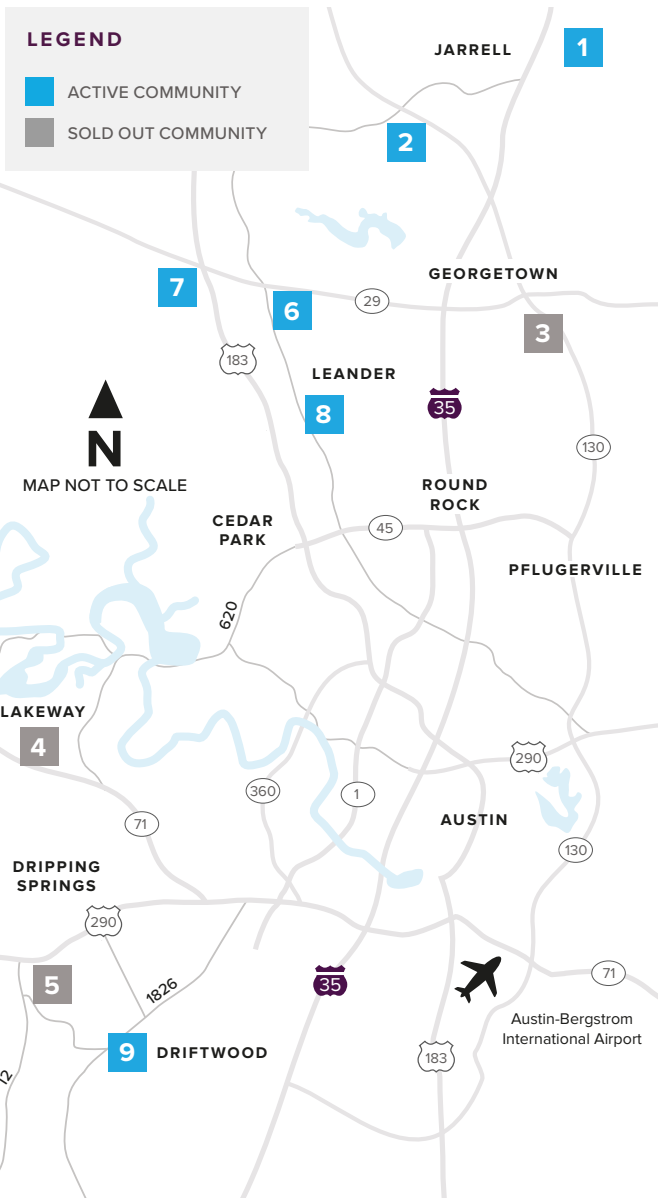 LEGEND
ACTIVE COMMUNITY
SOLD OUT COMMUNITY
JARRELL
1
2
GEORGETOWN
7
6
29
3
183
LEANDER
8
35
130
N
MAP NOT TO SCALE
ROUND
ROCK
CEDAR
PARK
45
PFLUGERVILLE
620
LAKEWAY
4
290
360
1
71
AUSTIN
130
DRIPPING
SPRINGS
290
5
1826
35
71
Austin-Bergstrom
International Airport
9
DRIFTWOOD
183
12